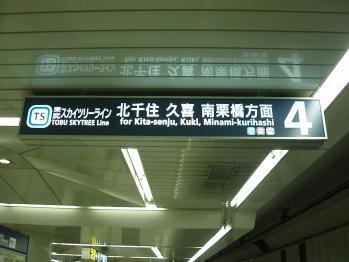 TS 東武スカイツリーライン 北千住 久喜 南栗橋方面 4
TOBU SKYTREE Line for Kita-senju, Kuki, Minami-kurihashi